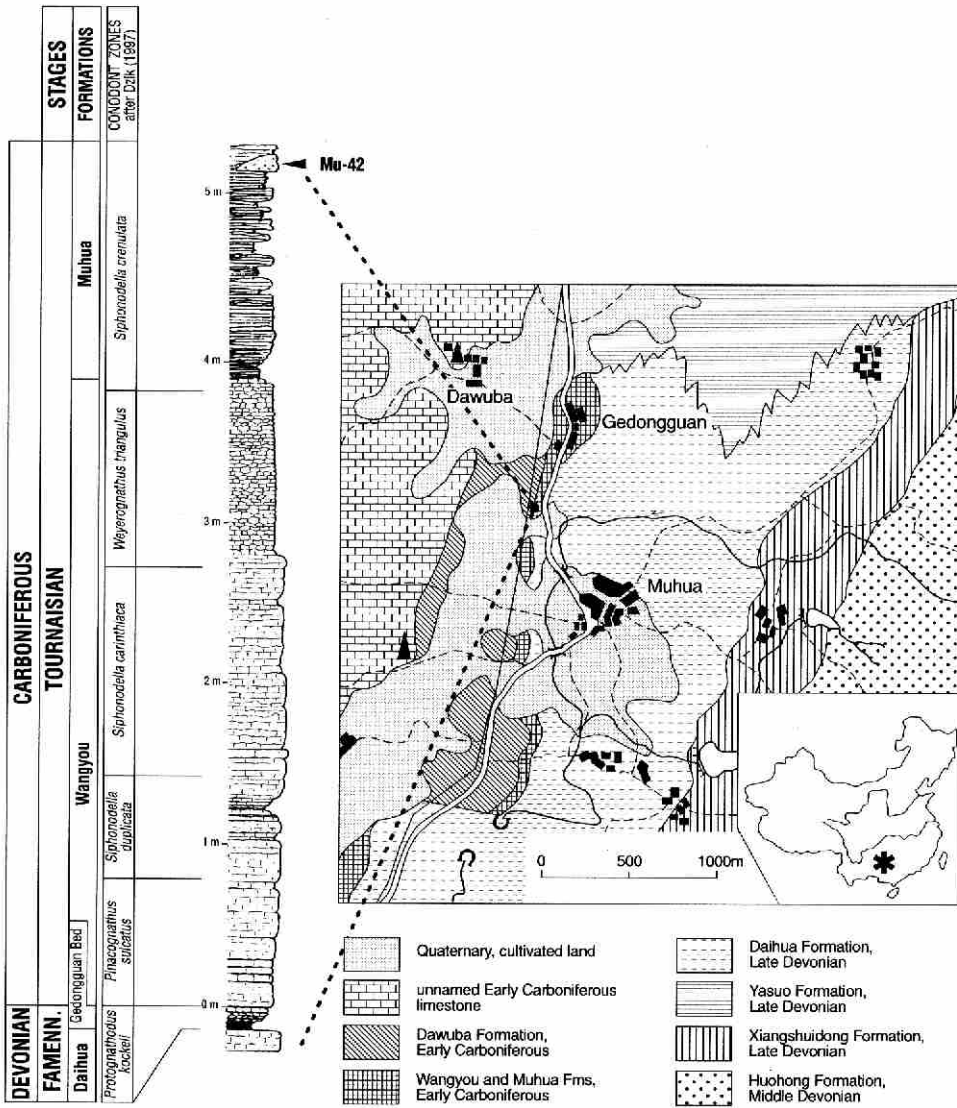 STAGES
FORMATIONS
CONODONT ZONES
after Dzik (1997)
CARBONIFEROUS
TOURNAISIAN
Muhua
Siphonodella crenulata
Weyerognathus triangulus
Siphonodella carinthiaca
Wangyou
Siphonodella
duplicata
Gedongguan Bed
Pinacognathus
sulcatus
DEVONIAN
FAMENN.
Daihua
Protognathodus
kockeli
Mu-42
5 m
4 m
3 m
2 m
1 m
0 m
Dawuba
Gedongguan
Muhua
0 500 1000m
Quaternary, cultivated land
unnamed Early Carboniferous
limestone
Dawuba Formation,
Early Carboniferous
Wangyou and Muhua Fms,
Early Carboniferous
Daihua Formation,
Late Devonian
Yasuo Formation,
Late Devonian
Xiangshuidong Formation,
Late Devonian
Huohong Formation,
Middle Devonian